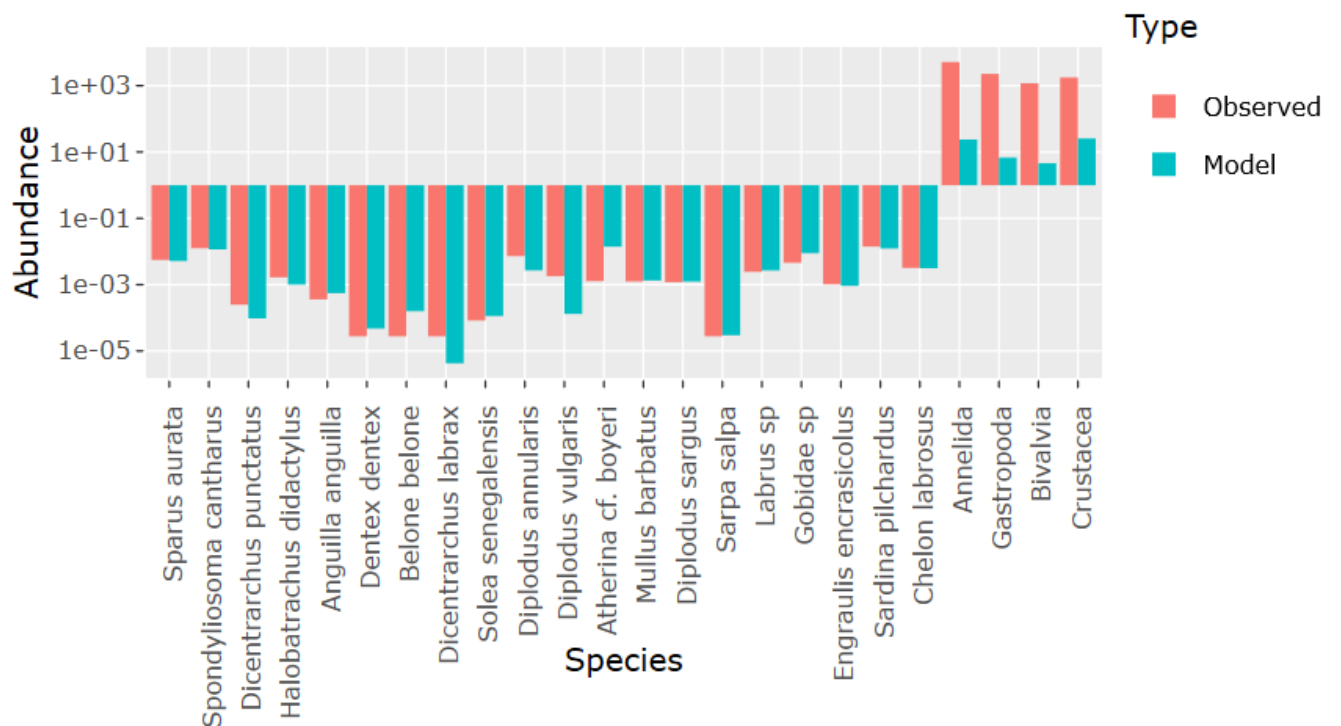 Type
Observed
Model
Abundance
1e+03
1e+01
1e-01
1e-03
1e-05
Sparus aurata
Spondyliosoma cantharus
Dicentrarchus punctatus
Halobatrachus didactylus
Anguilla anguilla
Dentex dentex
Belone belone
Dicentrarchus labrax
Solea senegalensis
Diplodus annularis
Diplodus vulgaris
Atherina cf. boyeri
Mullus barbatus
Diplodus sargus
Sarpa salpa
Labrus sp
Gobidae sp
Engraulis encrasicolus
Sardina pilchardus
Chelon labrosus
Annelida
Gastropoda
Bivalvia
Crustacea
Species